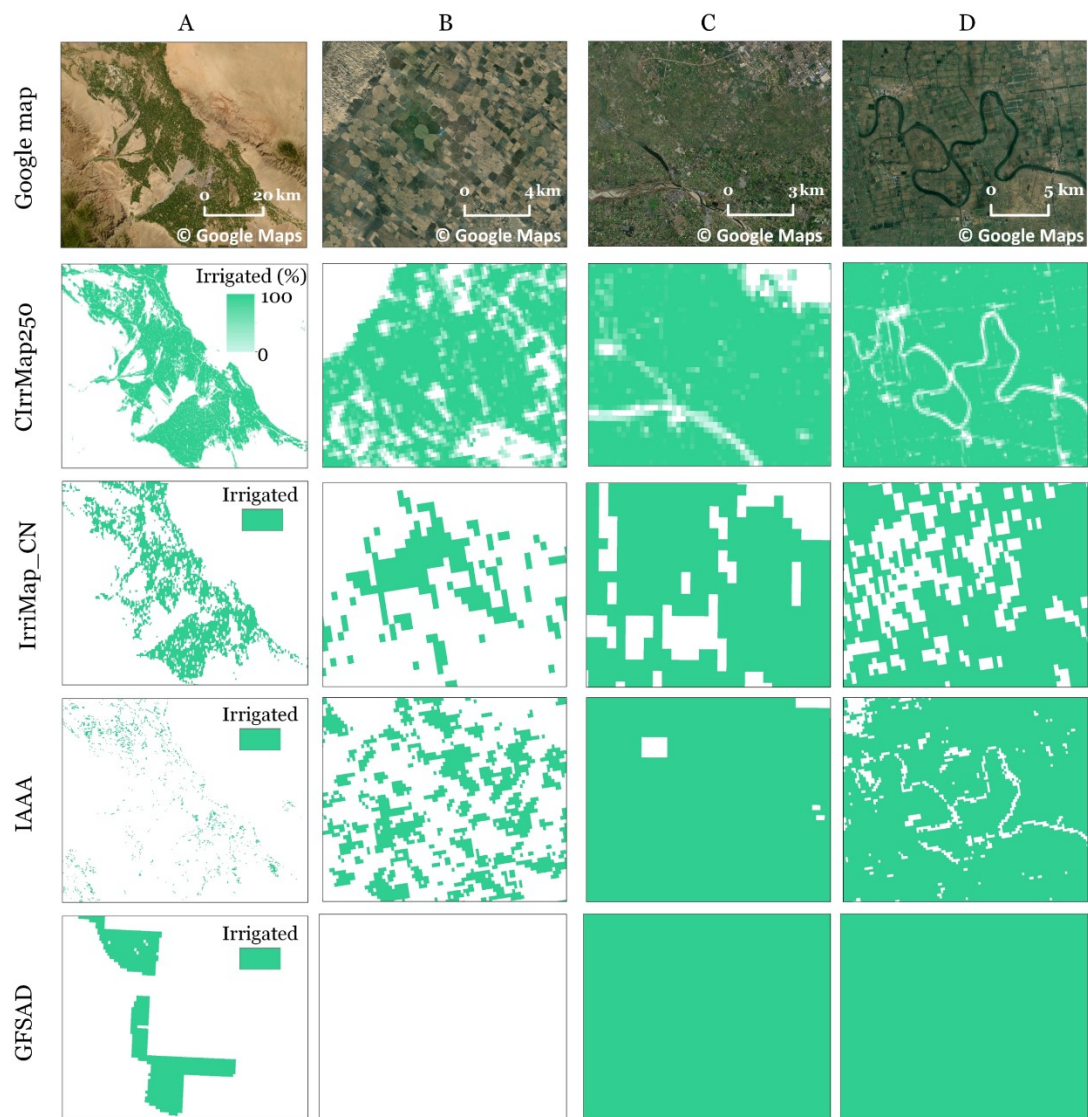 A B C D
Google map
0 20 km
© Google Maps
0 4 km
© Google Maps
0 3 km
© Google Maps
0 5 km
© Google Maps
CIrrMap250
Irrigated (%)
100
0
IrriMap_CN
Irrigated
IAAA
Irrigated
GFSAD
Irrigated